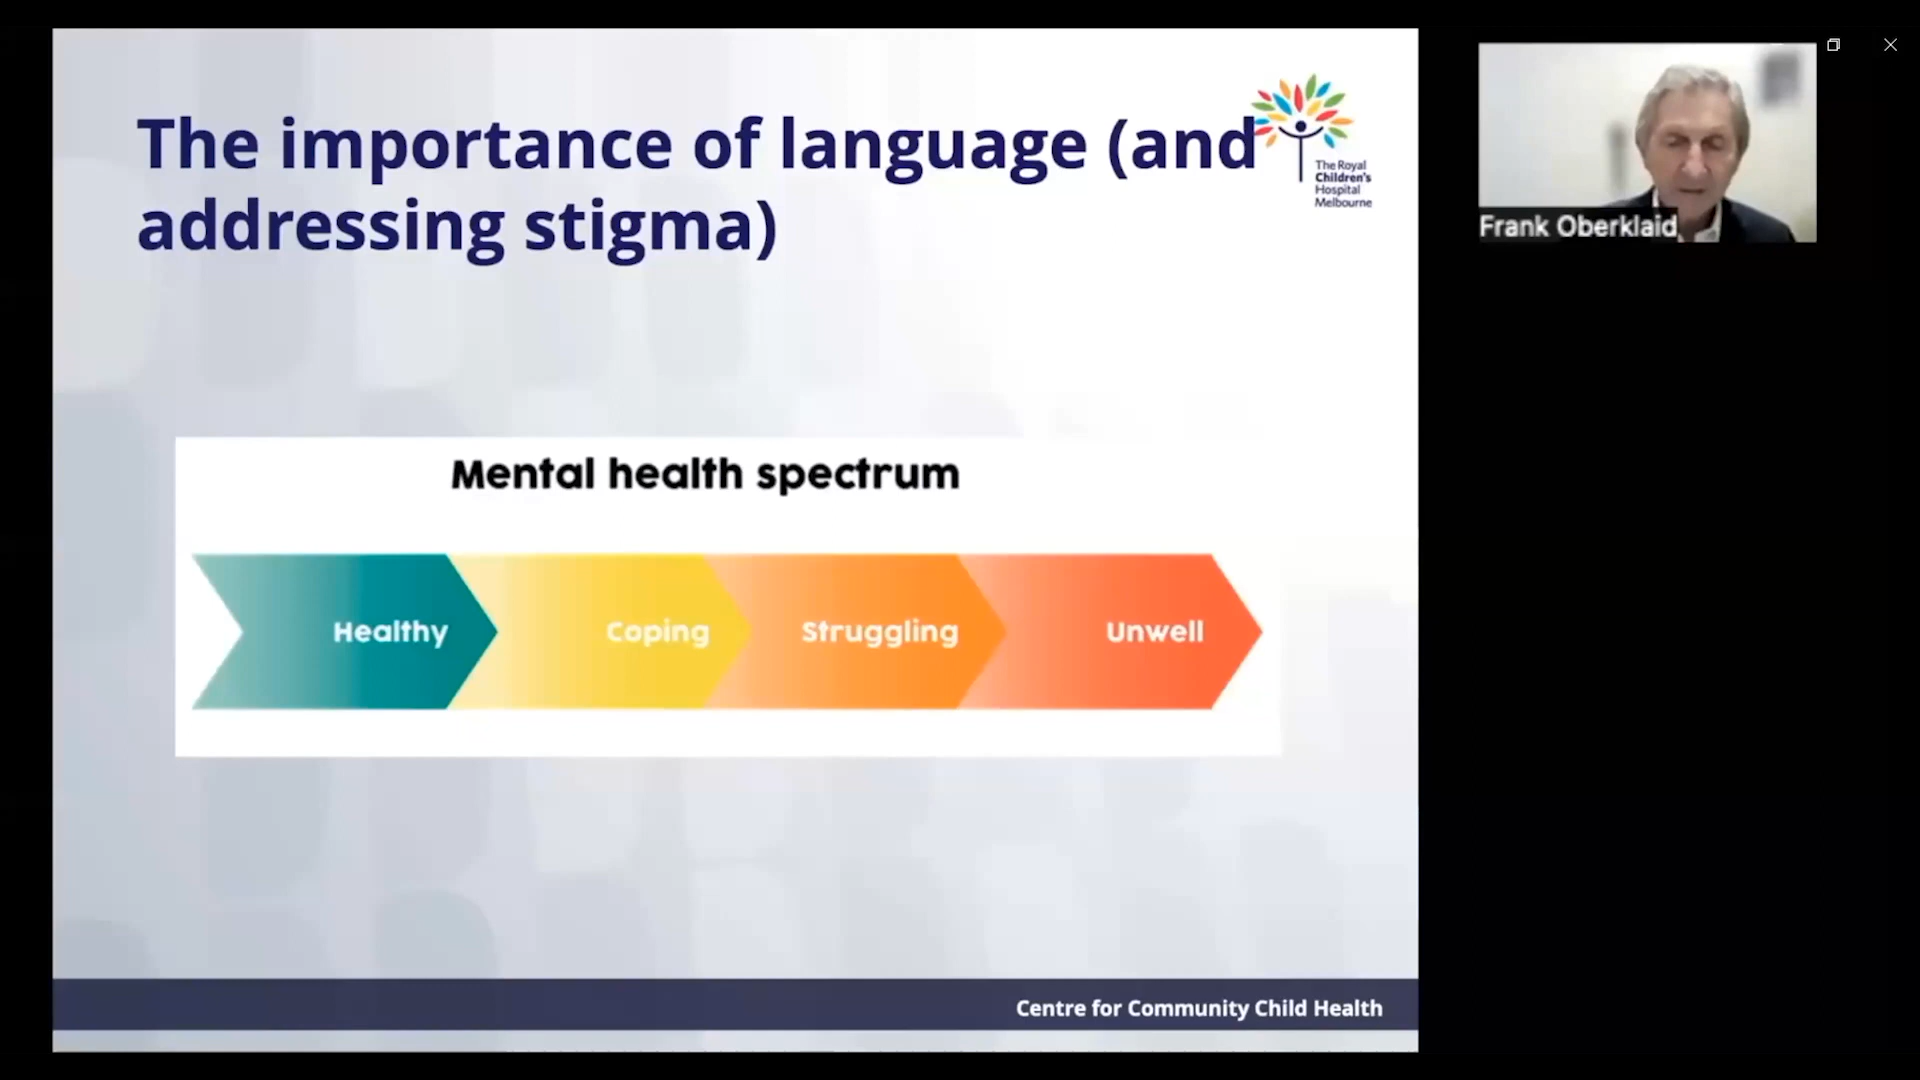 The importance of language (and
addressing stigma)
The Royal
Children's
Hospital
Melbourne
Mental health spectrum
Healthy
Coping
Struggling
Unwell
Centre for Community Child Health
Frank Oberklaid